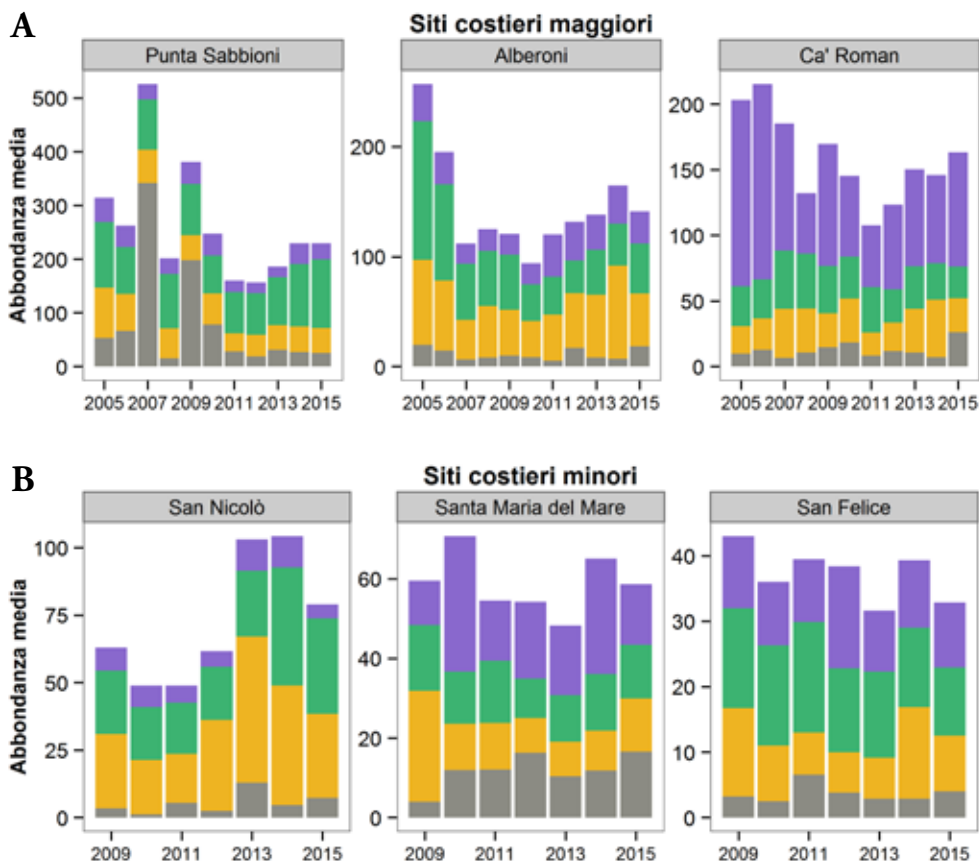 A
Siti costieri maggiori
Punta Sabbioni
Alberoni
Ca' Roman
Abbondanza media
500
400
300
200
100
0
200
100
0
200
150
100
50
0
2005 2007 2009 2011 2013 2015
2005 2007 2009 2011 2013 2015
2005 2007 2009 2011 2013 2015
B
Siti costieri minori
San Nicolò
Santa Maria del Mare
San Felice
Abbondanza media
100
75
50
25
0
60
40
20
0
40
30
20
10
0
2009 2011 2013 2015
2009 2011 2013 2015
2009 2011 2013 2015